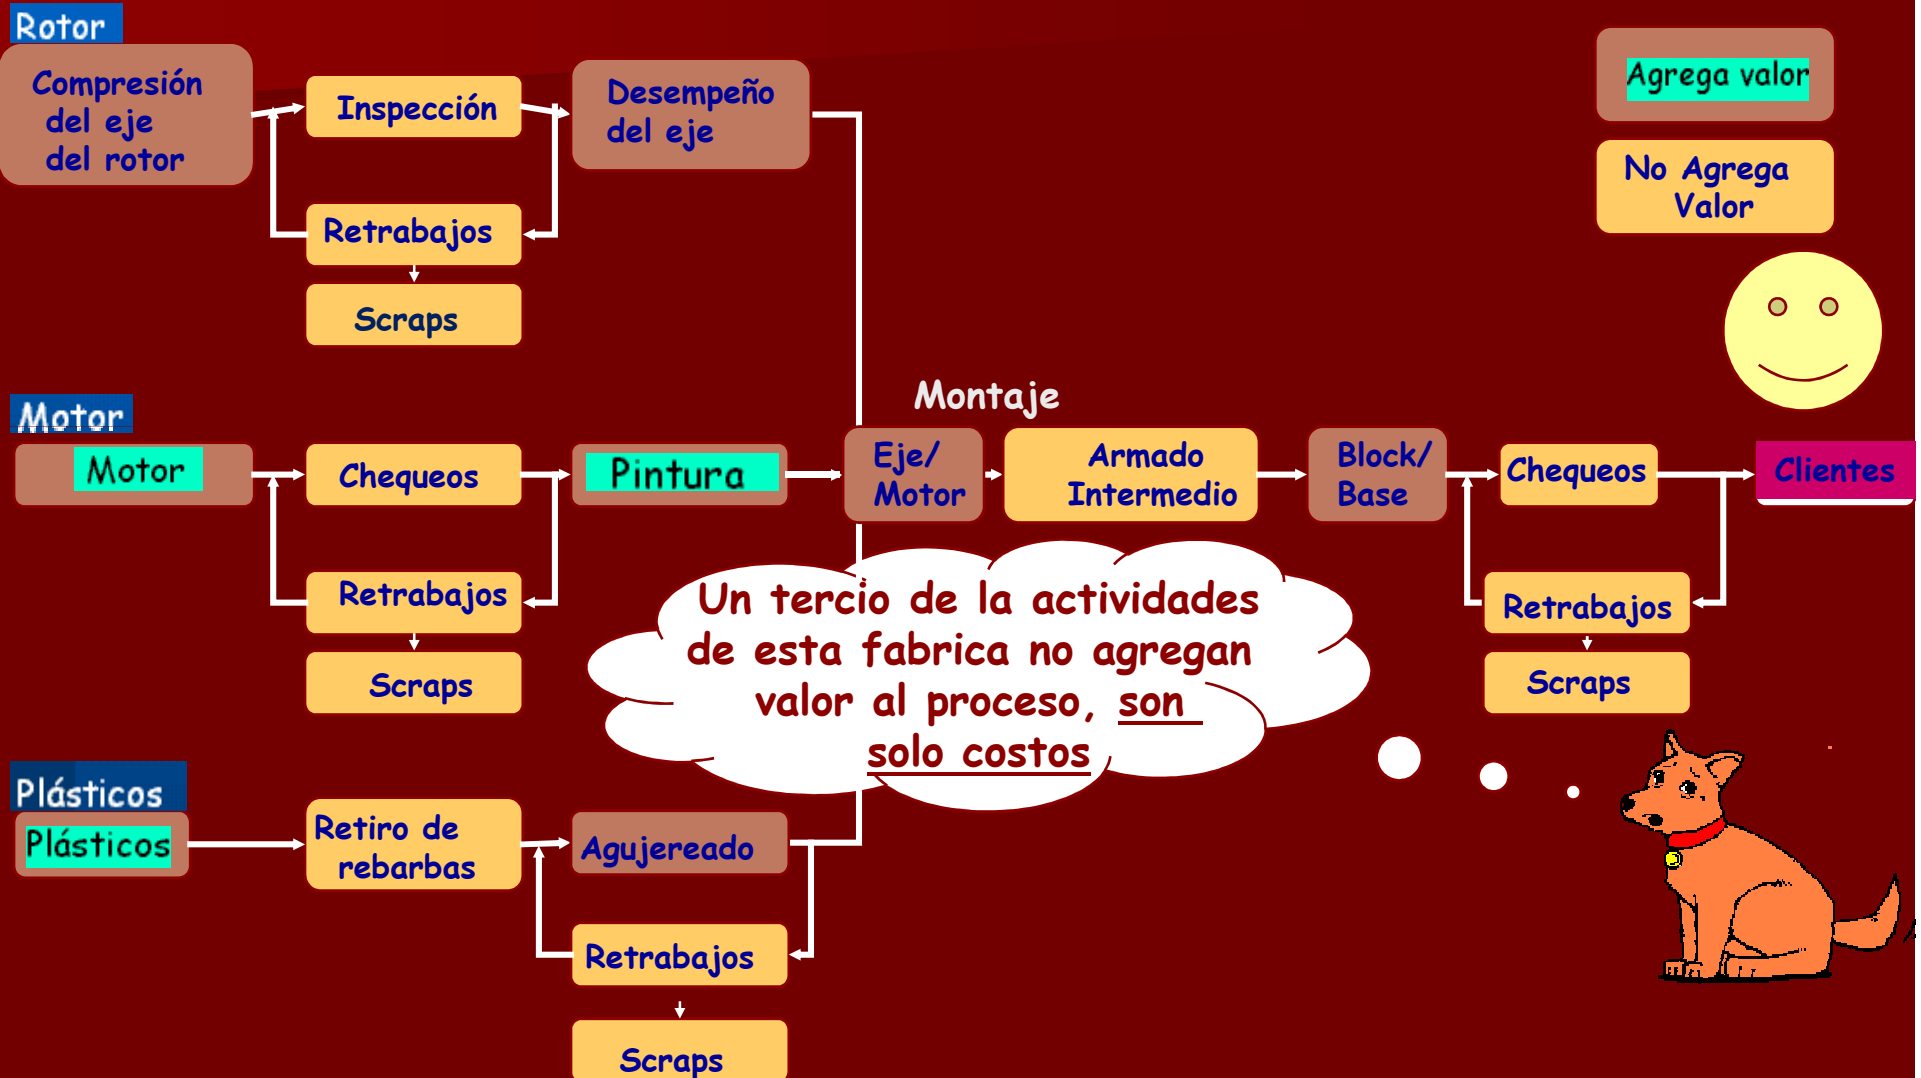 Rotor
Compresión
del eje
del rotor
Inspección
Desempeño
del eje
Retrabajos
Scraps
Agrega valor
No Agrega
Valor
Montaje
Motor
Motor
Chequeos
Pintura
Eje/
Motor
Armado
Intermedio
Block/
Base
Chequeos
Clientes
Retrabajos
Scraps
Retrabajos
Scraps
Un tercio de la actividades
de esta fabrica no agregan
valor al proceso, son
solo costos
Plásticos
Plásticos
Retiro de
rebarbas
Agujereado
Retrabajos
Scraps